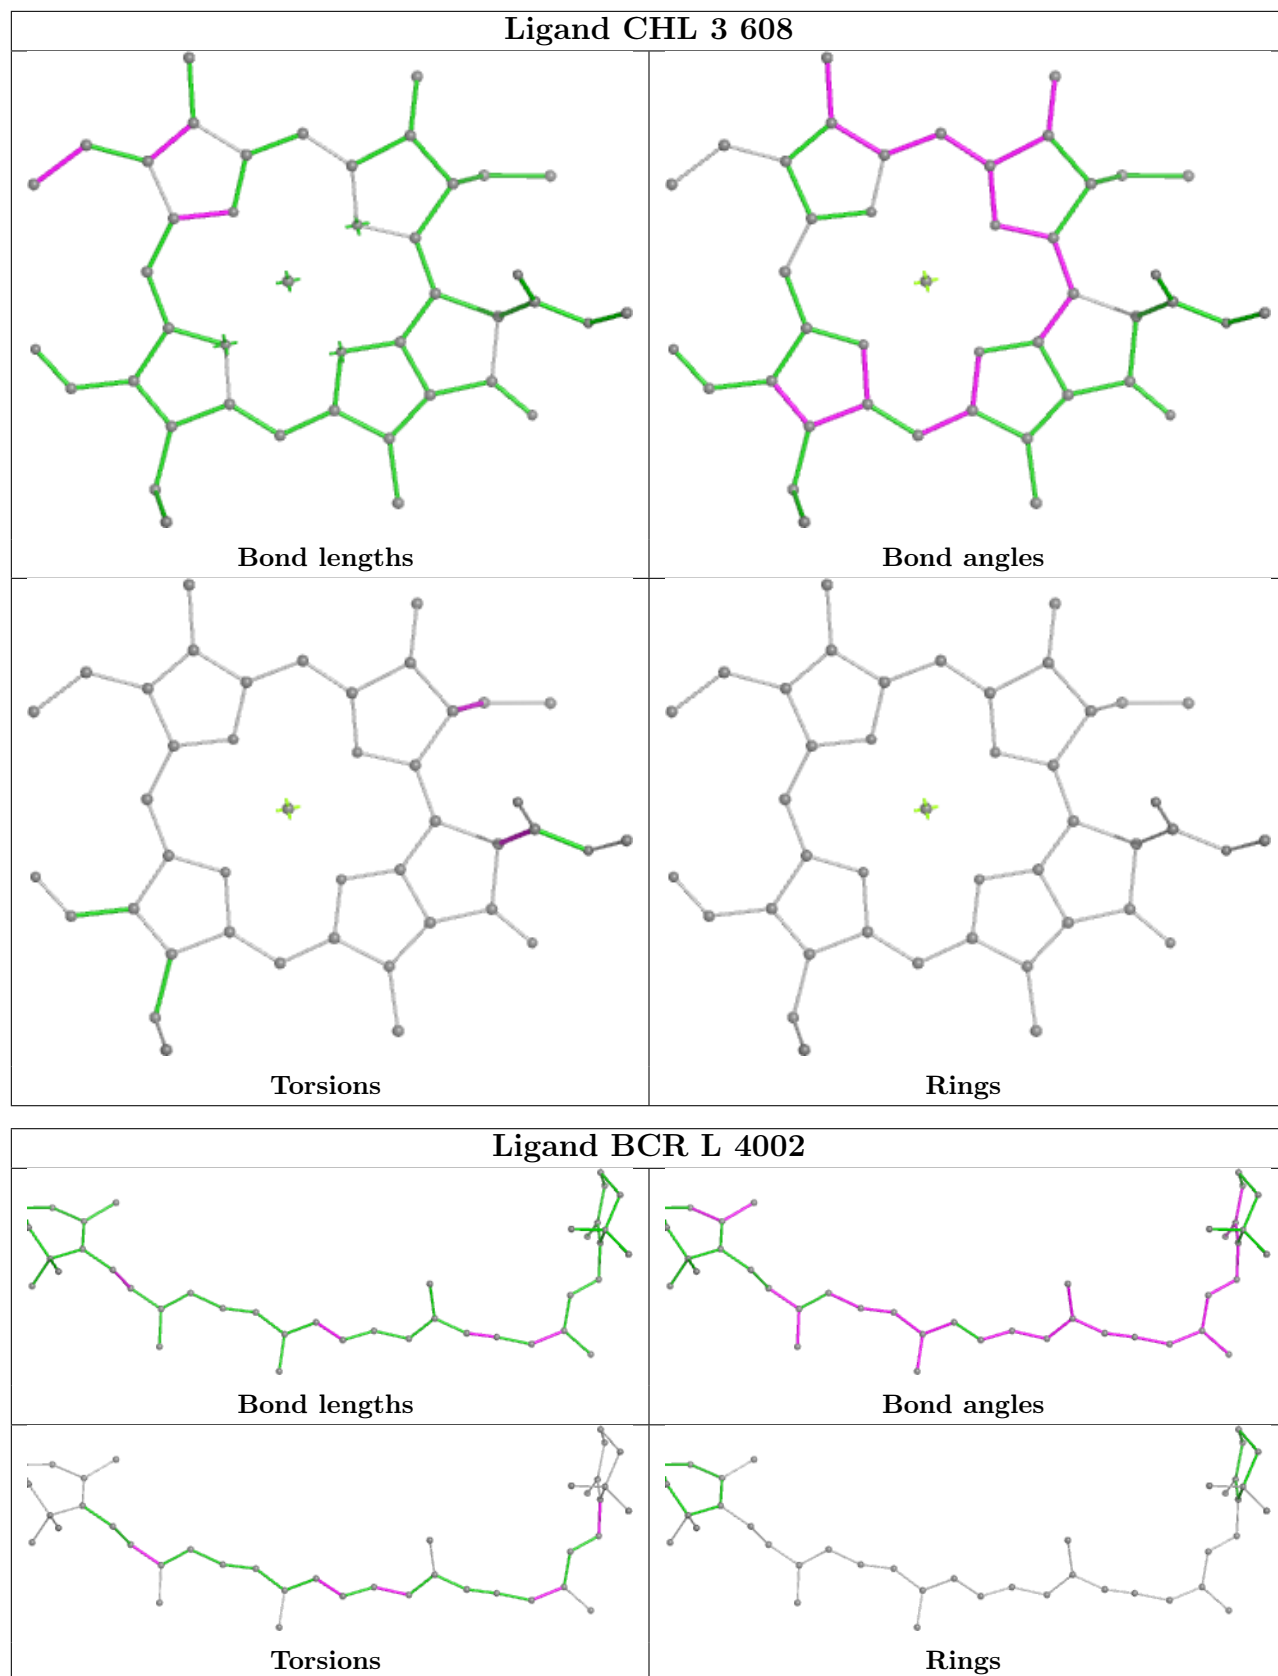 Ligand CHL 3 608
Bond lengths
Bond angles
Torsions
Rings
Ligand BCR L 4002
Bond lengths
Bond angles
Torsions
Rings